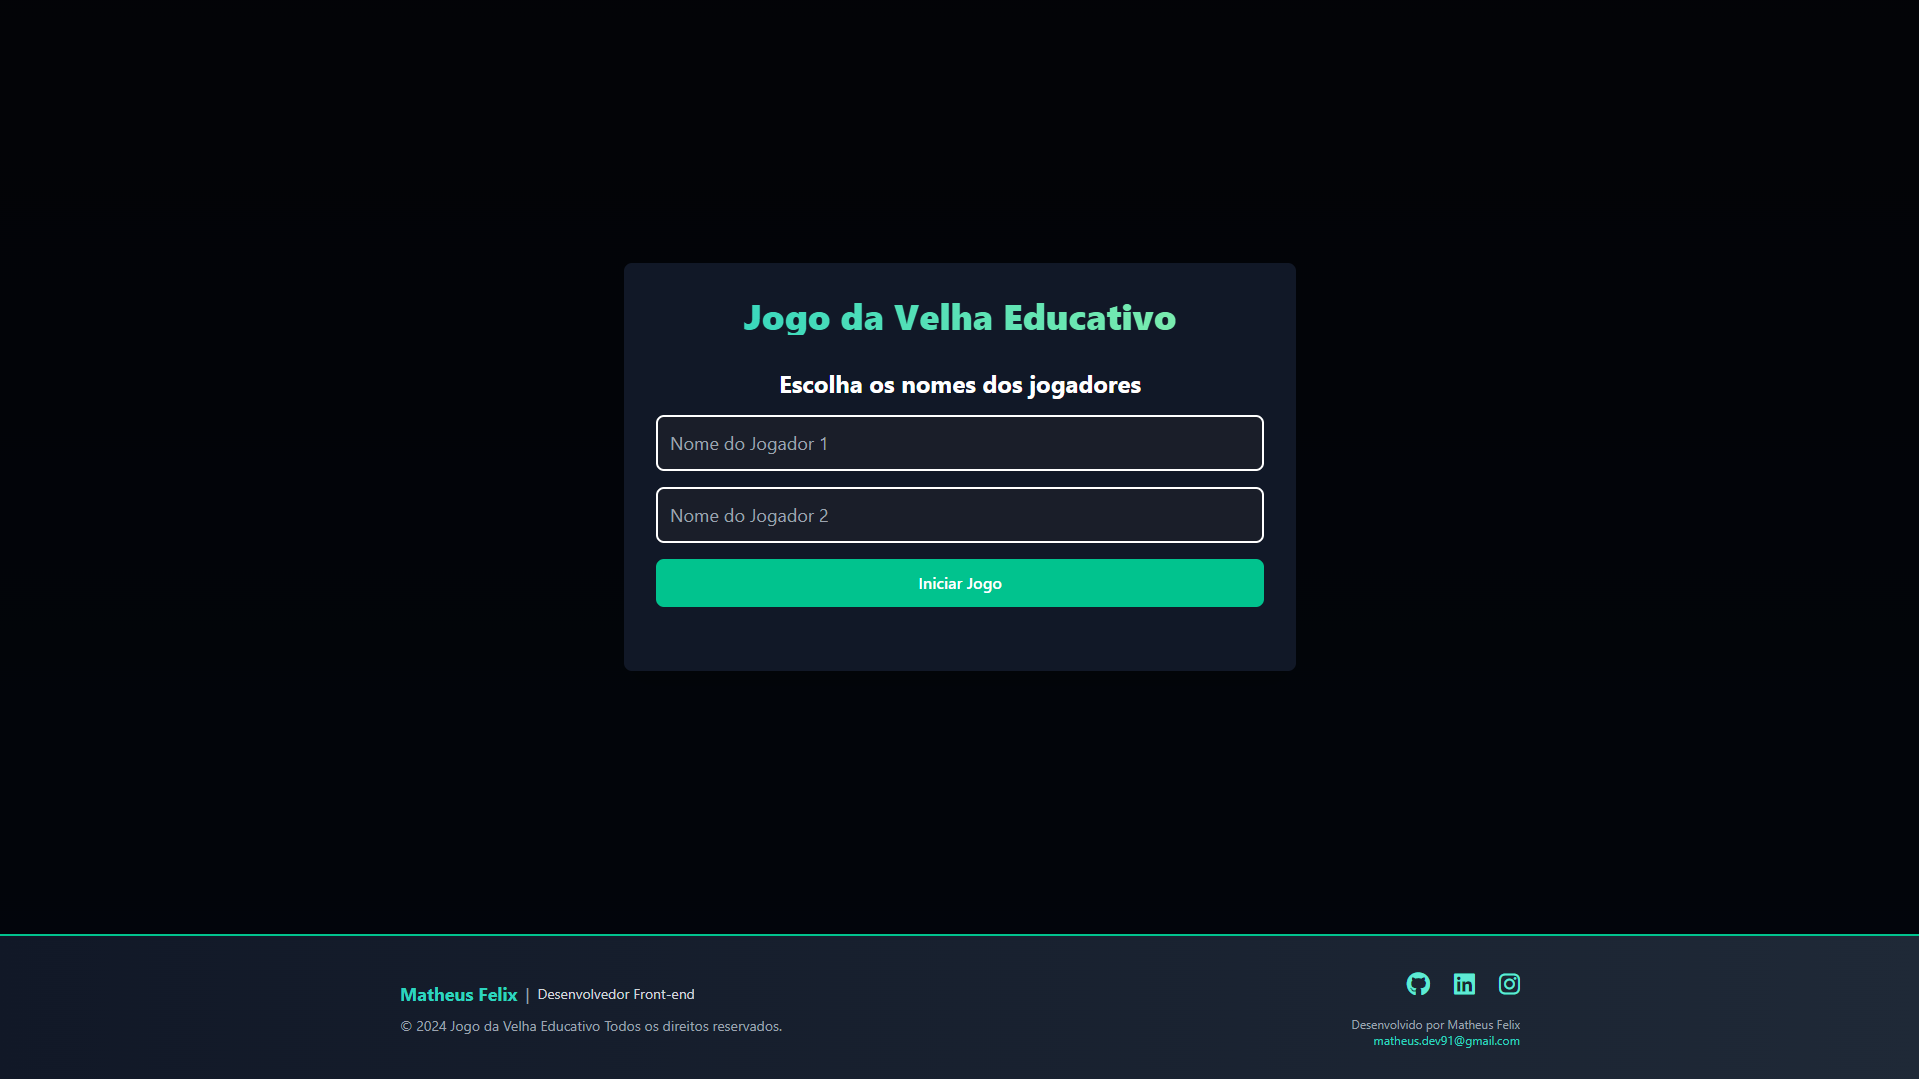 Jogo da Velha Educativo
Escolha os nomes dos jogadores
Nome do Jogador 1
Nome do Jogador 2
Iniciar Jogo
Matheus Felix | Desenvolvedor Front-end
© 2024 Jogo da Velha Educativo Todos os direitos reservados.
Desenvolvido por Matheus Felix
matheus.dev91@gmail.com